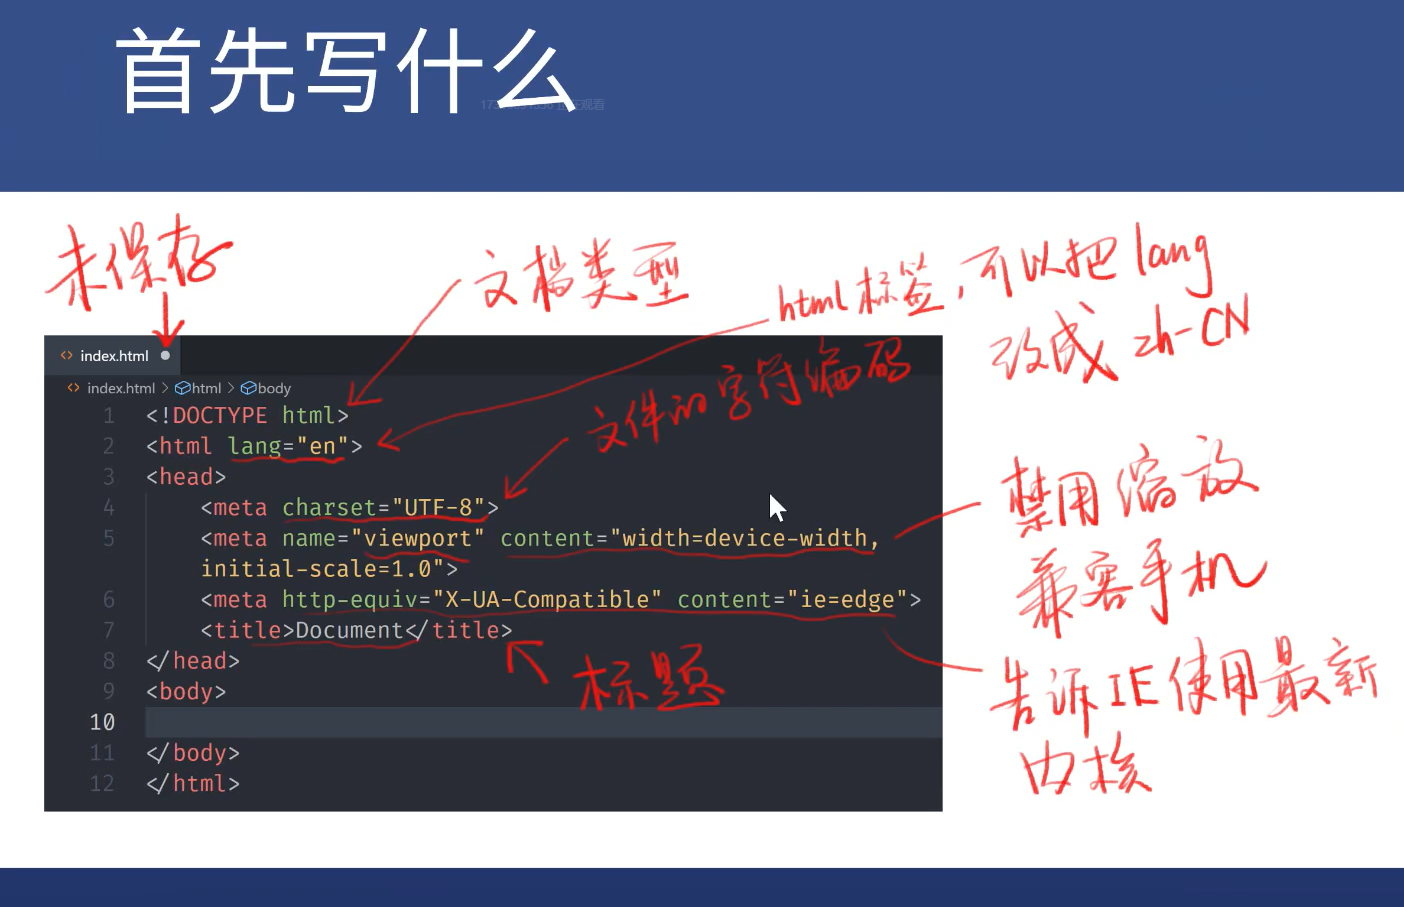 首先写什么
未保存
文档类型
html标签,可以把lang
改成 zh-CN
index.html
index.html > html > body
文件的字符编码
1 <!DOCTYPE html>
2 <html lang="en">
3 <head>
4 <meta charset="UTF-8">
5 <meta name="viewport" content="width=device-width,
initial-scale=1.0">
6 <meta http-equiv="X-UA-Compatible" content="ie=edge">
7 <title>Document</title>
8 </head>
9 <body>
10
11 </body>
12 </html>
禁用缩放
兼容手机
标题
告诉IE使用最新
内核